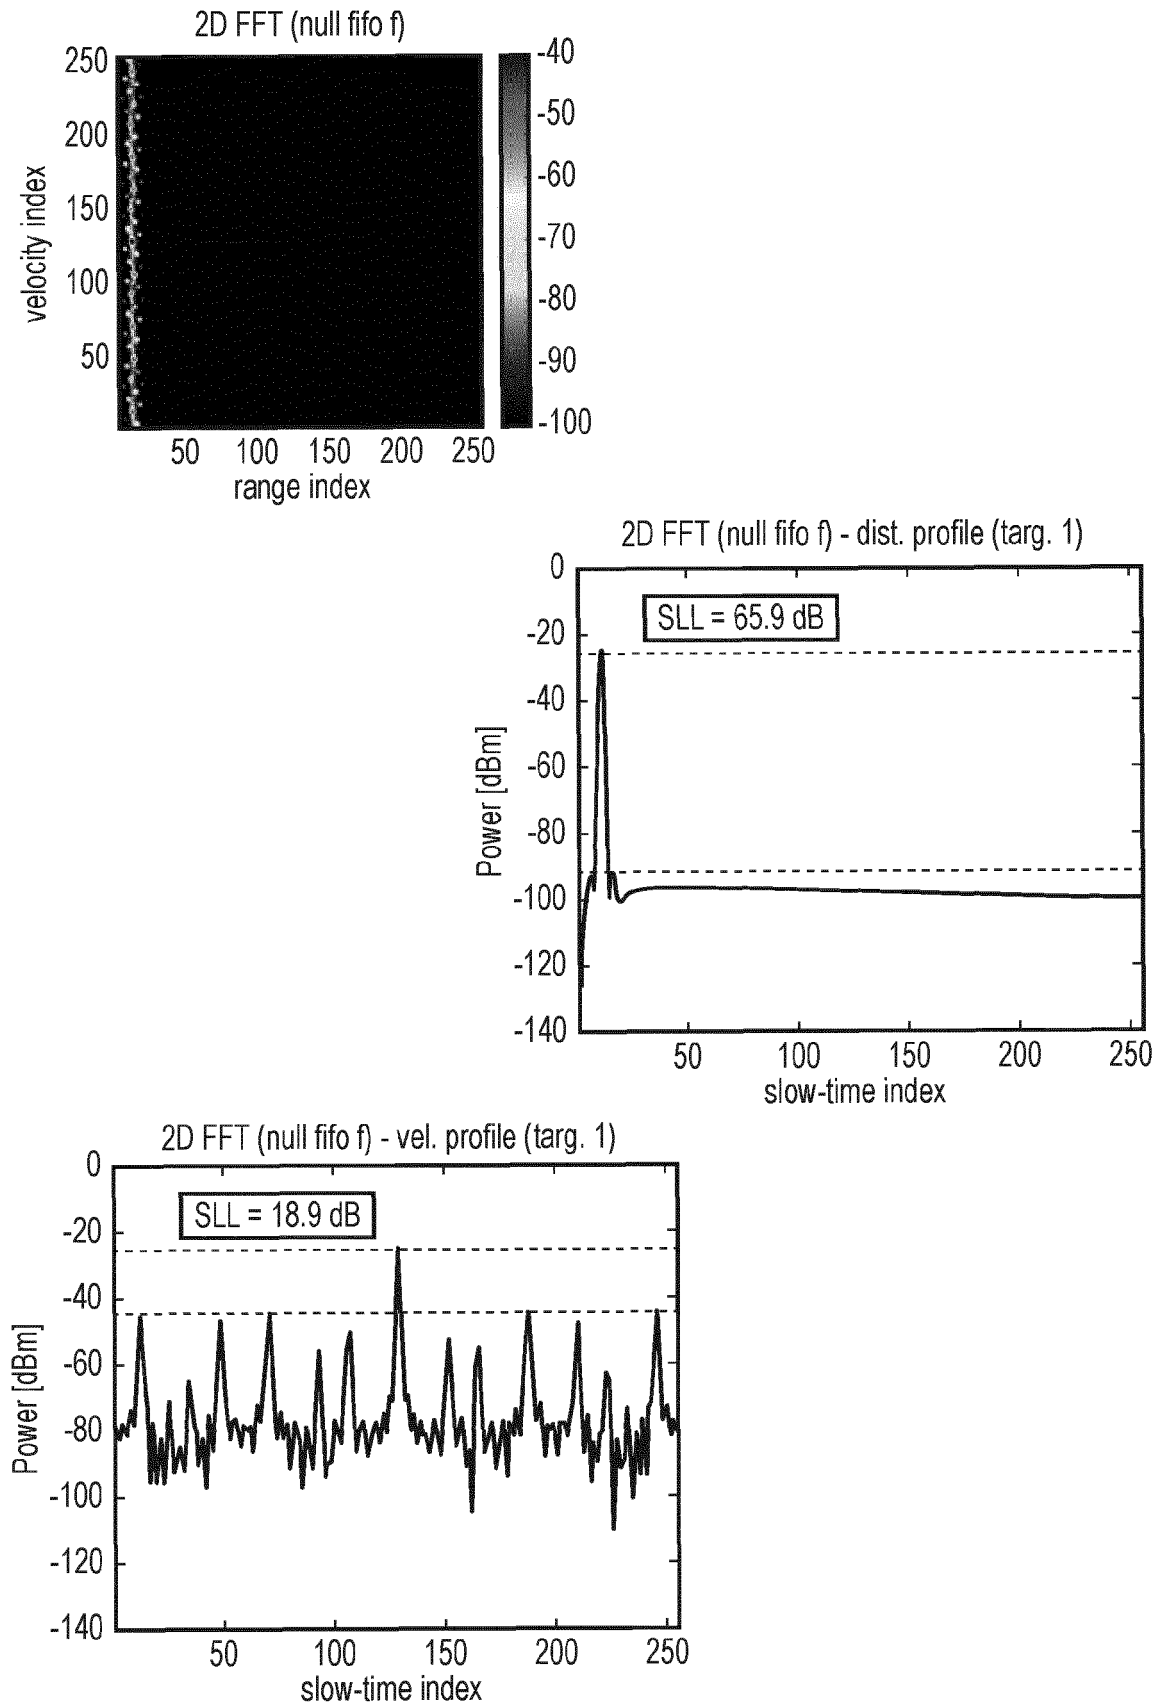 2D FFT (null fifo f)
250
200
150
100
50
velocity index
50 100 150 200 250
range index
-40
-50
-60
-70
-80
-90
-100
2D FFT (null fifo f) - dist. profile (targ. 1)
SLL = 65.9 dB
0
-20
-40
-60
-80
-100
-120
-140
Power [dBm]
50 100 150 200 250
slow-time index
2D FFT (null fifo f) - vel. profile (targ. 1)
SLL = 18.9 dB
0
-20
-40
-60
-80
-100
-120
-140
Power [dBm]
50 100 150 200 250
slow-time index